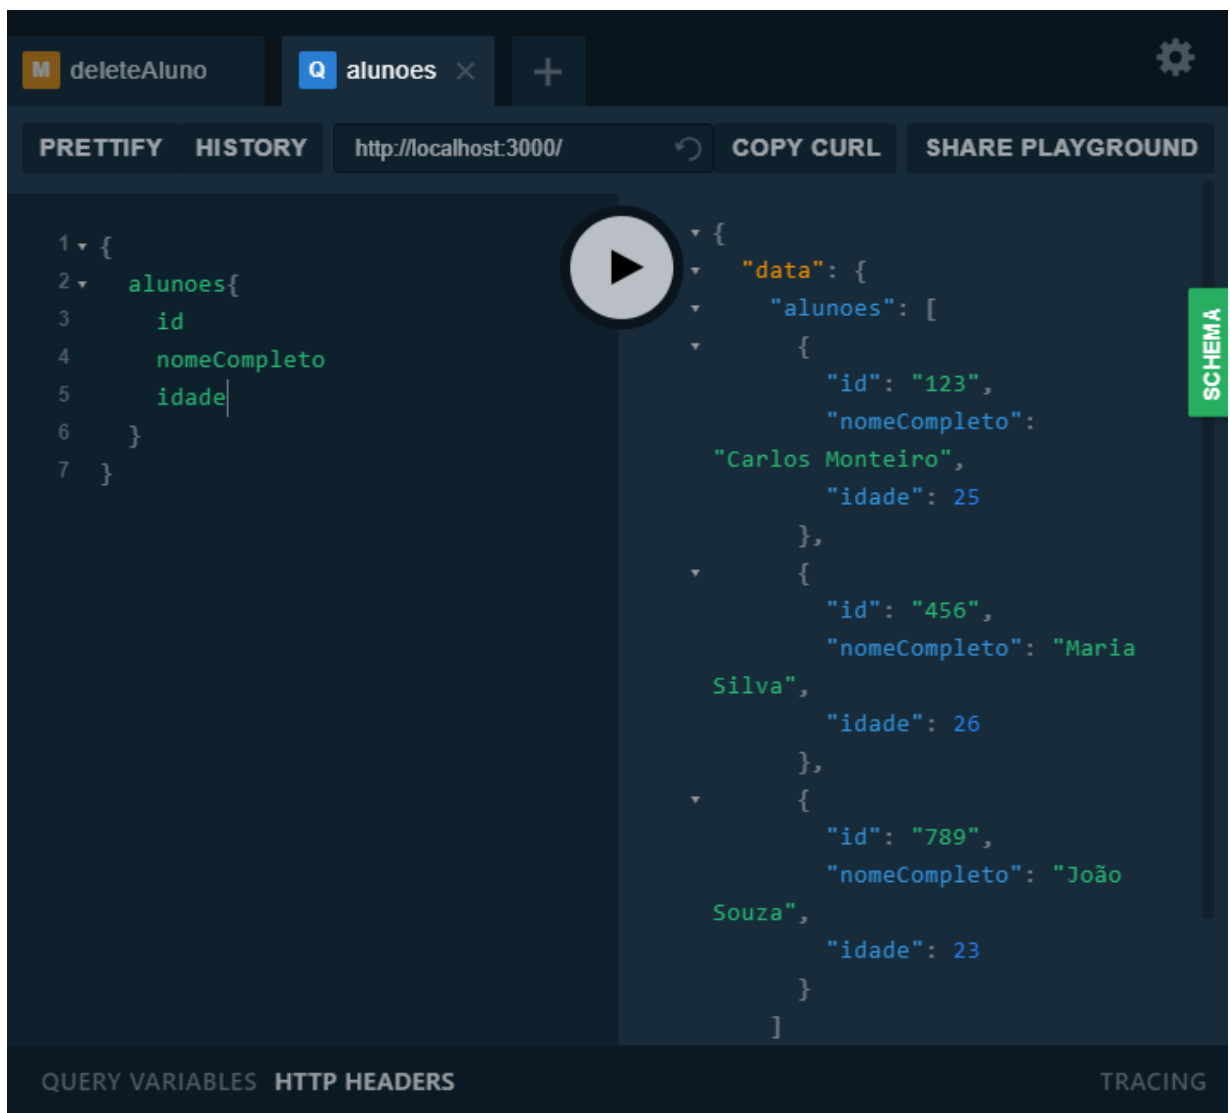 M deleteAluno Q alunoes
PRETTIFY HISTORY http://localhost:3000/ COPY CURL SHARE PLAYGROUND
1 {
2 alunoes{
3 id
4 nomeCompleto
5 idade
6 }
7 }
{
"data": {
"alunoes": [
{
"id": "123",
"nomeCompleto":
"Carlos Monteiro",
"idade": 25
},
{
"id": "456",
"nomeCompleto": "Maria
Silva",
"idade": 26
},
{
"id": "789",
"nomeCompleto": "João
Souza",
"idade": 23
}
]
SCHEMA
QUERY VARIABLES HTTP HEADERS TRACING